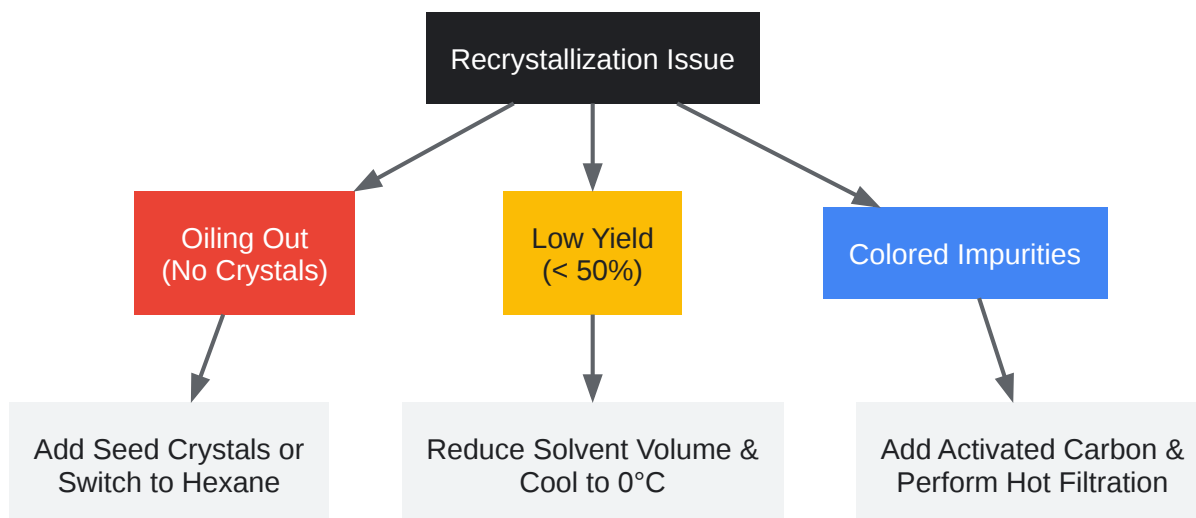 Recrystallization Issue
Oiling Out
(No Crystals)
Low Yield
(< 50%)
Colored Impurities
Add Seed Crystals or
Switch to Hexane
Reduce Solvent Volume &
Cool to 0°C
Add Activated Carbon &
Perform Hot Filtration